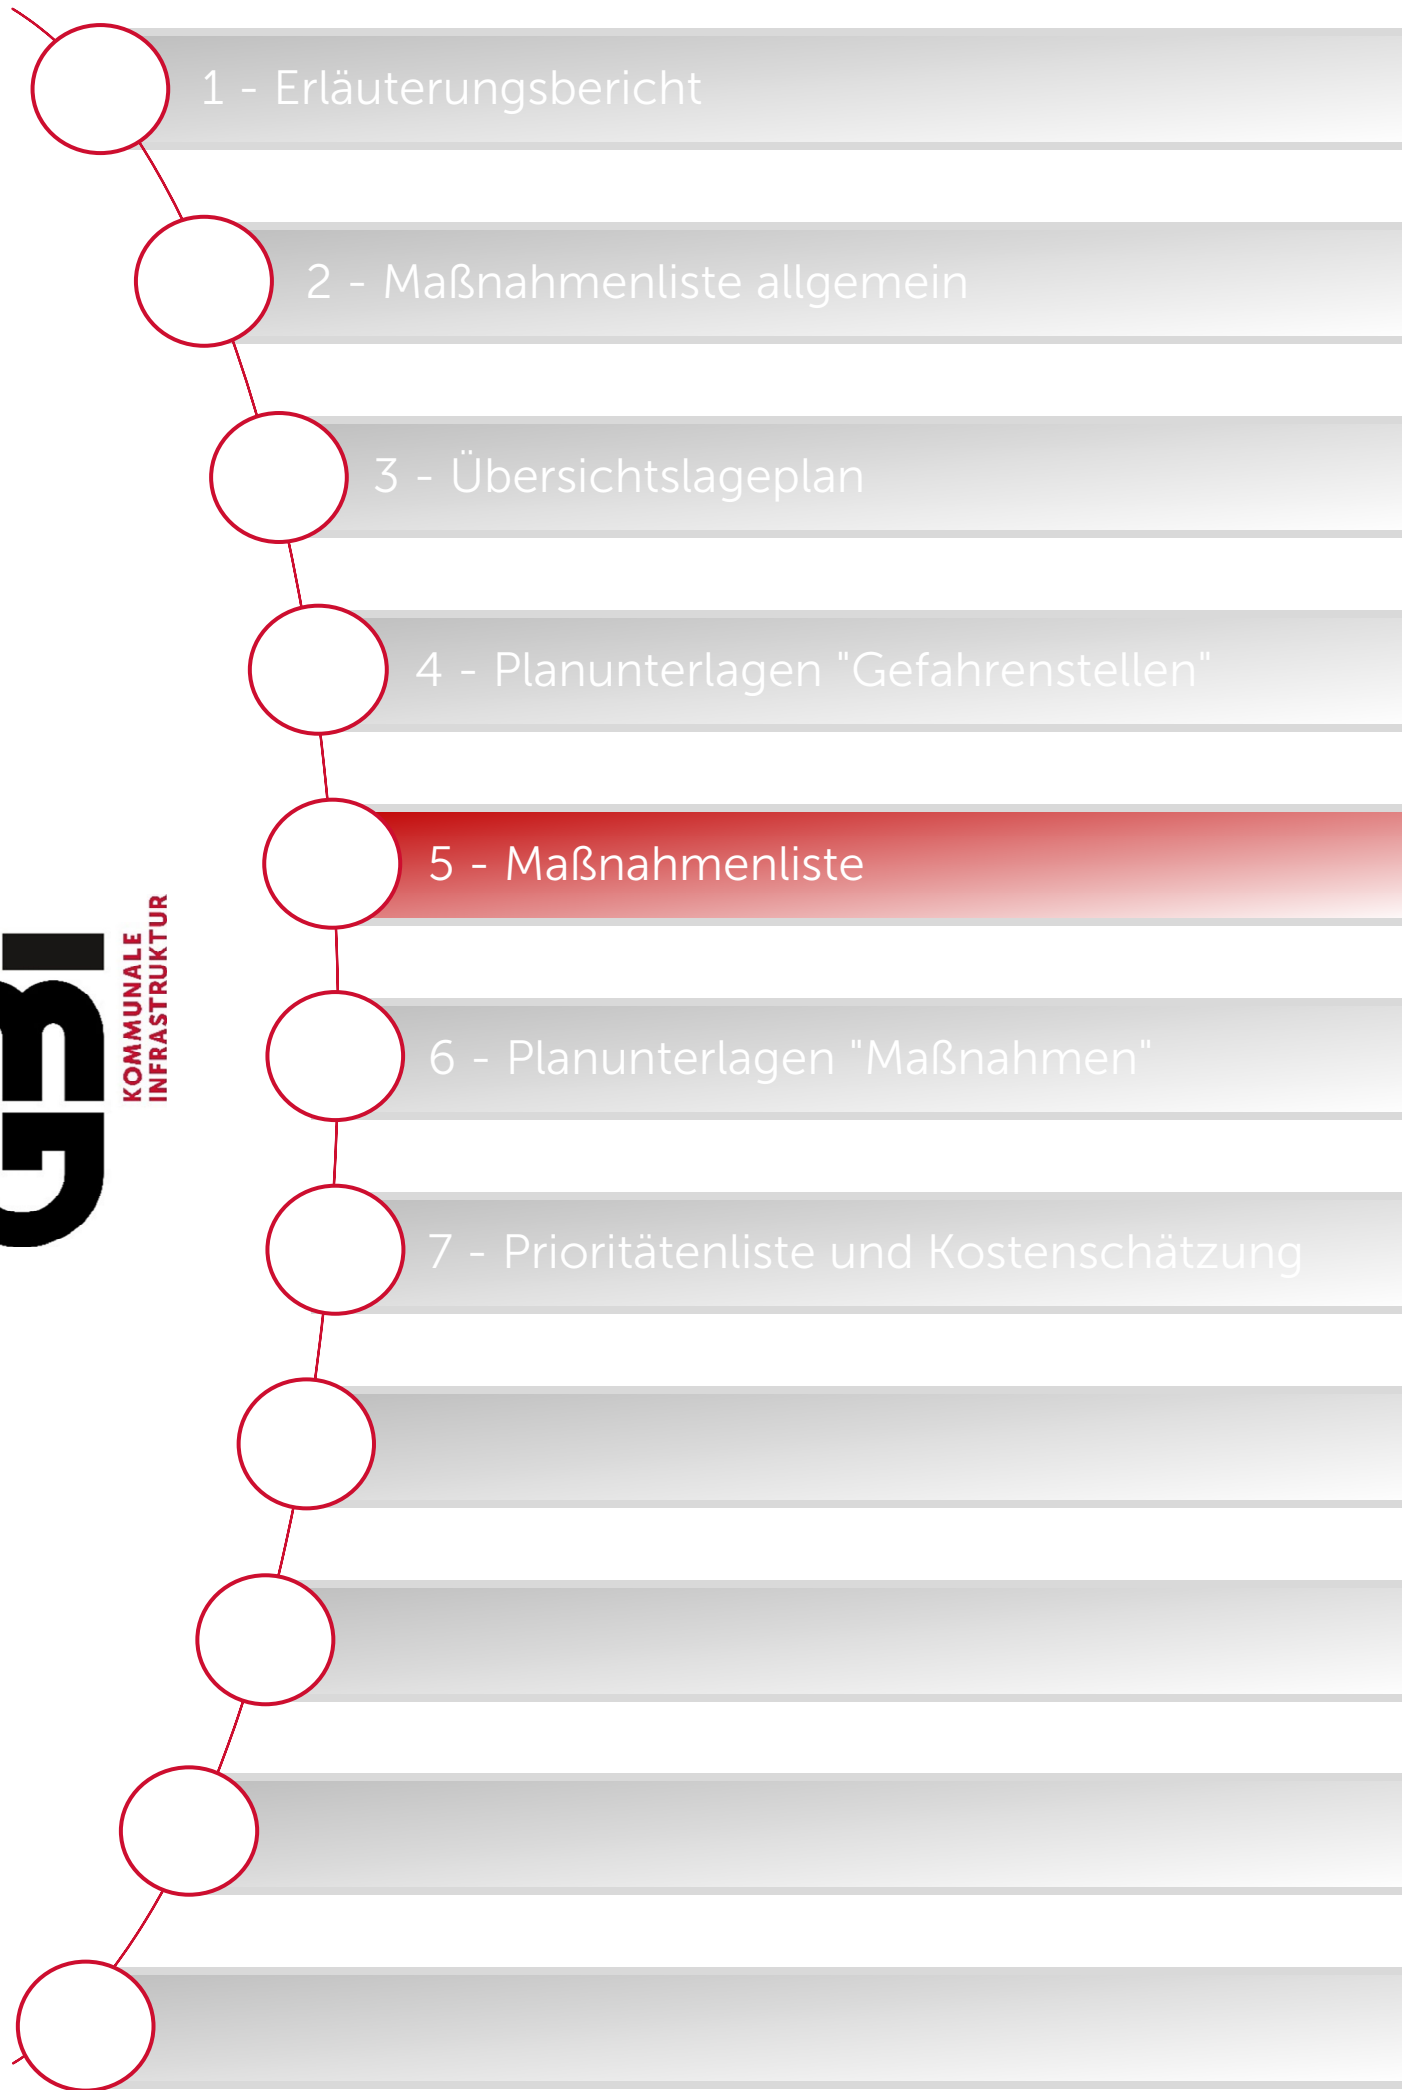 1 - Erläuterungsbericht
2 - Maßnahmenliste allgemein
3 - Übersichtslageplan
4 - Planunterlagen "Gefahrenstellen"
5 - Maßnahmenliste
KOMMUNALE
INFRASTRUKTUR
6 - Planunterlagen "Maßnahmen"
7 - Prioritätenliste und Kostenschätzung